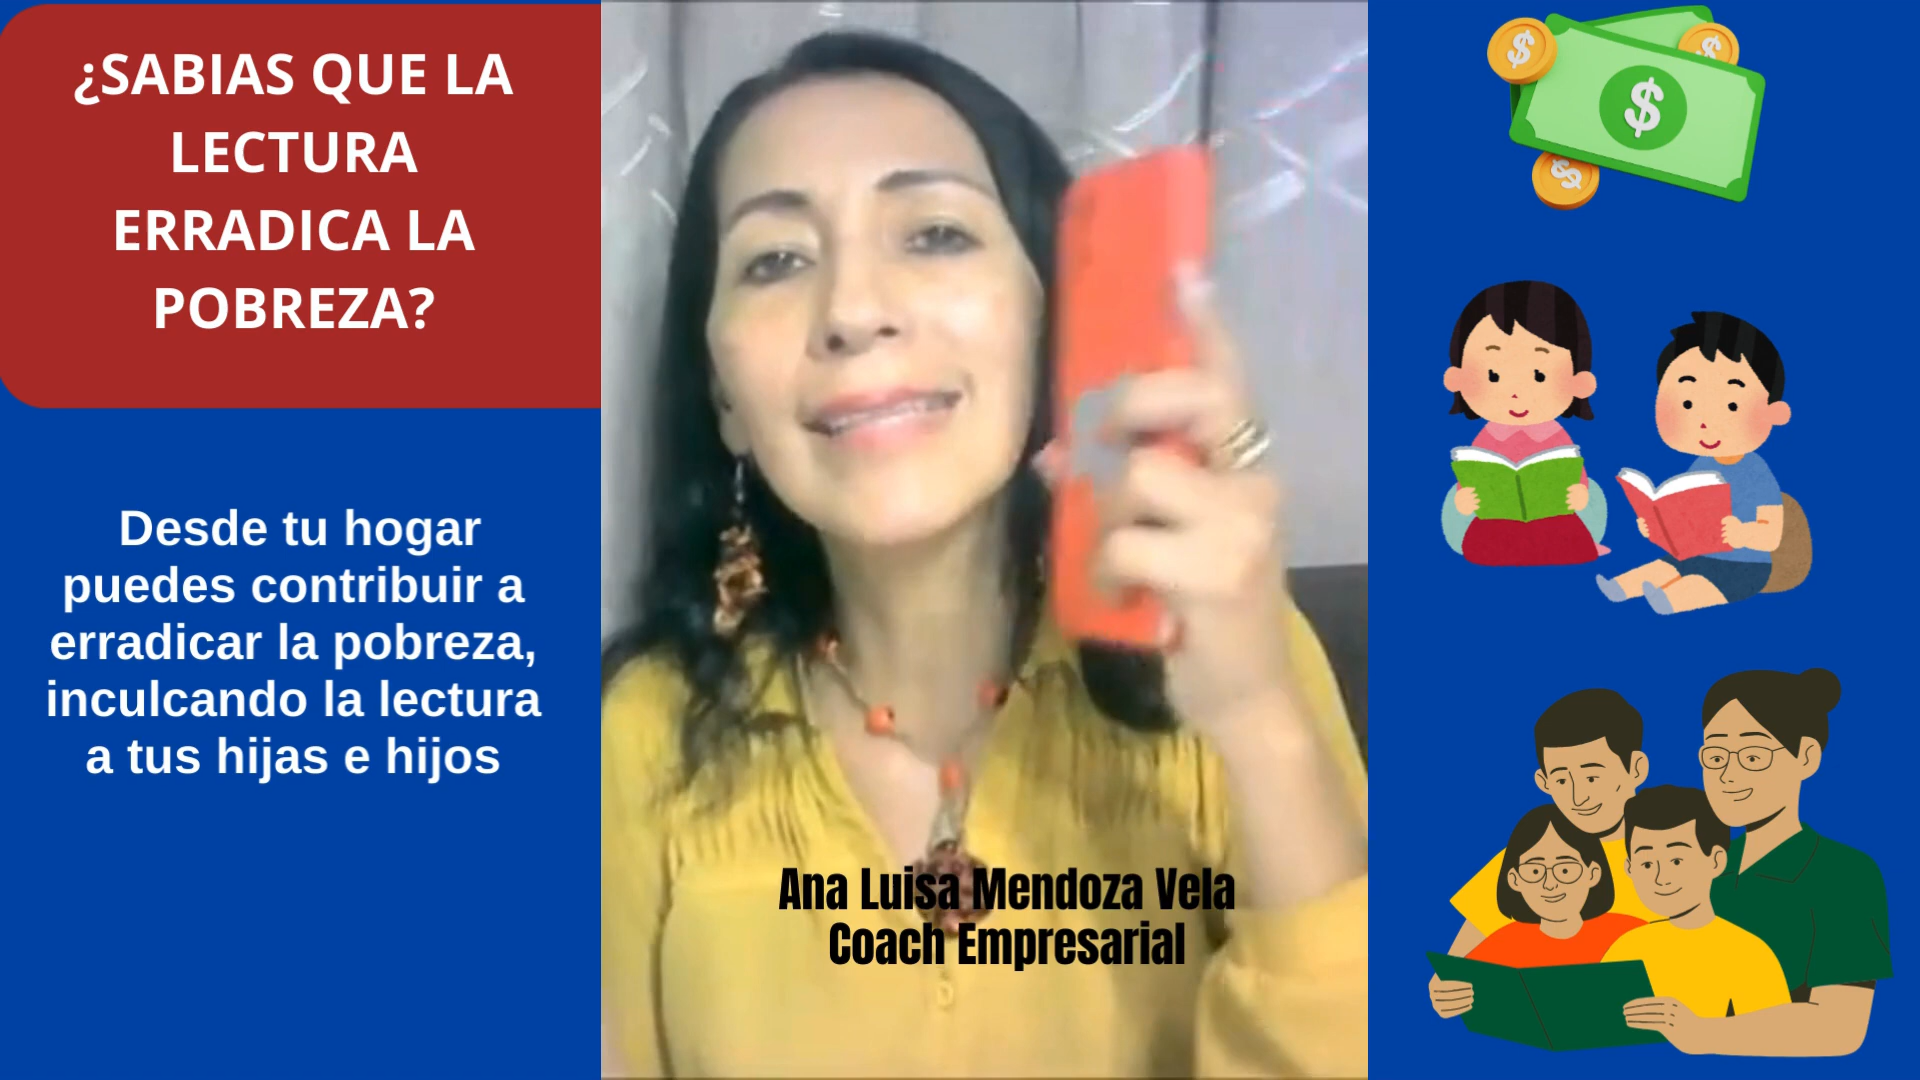 ¿SABIAS QUE LA
LECTURA
ERRADICA LA
POBREZA?
Desde tu hogar
puedes contribuir a
erradicar la pobreza,
inculcando la lectura
a tus hijas e hijos
Ana Luisa Mendoza Vela
Coach Empresarial